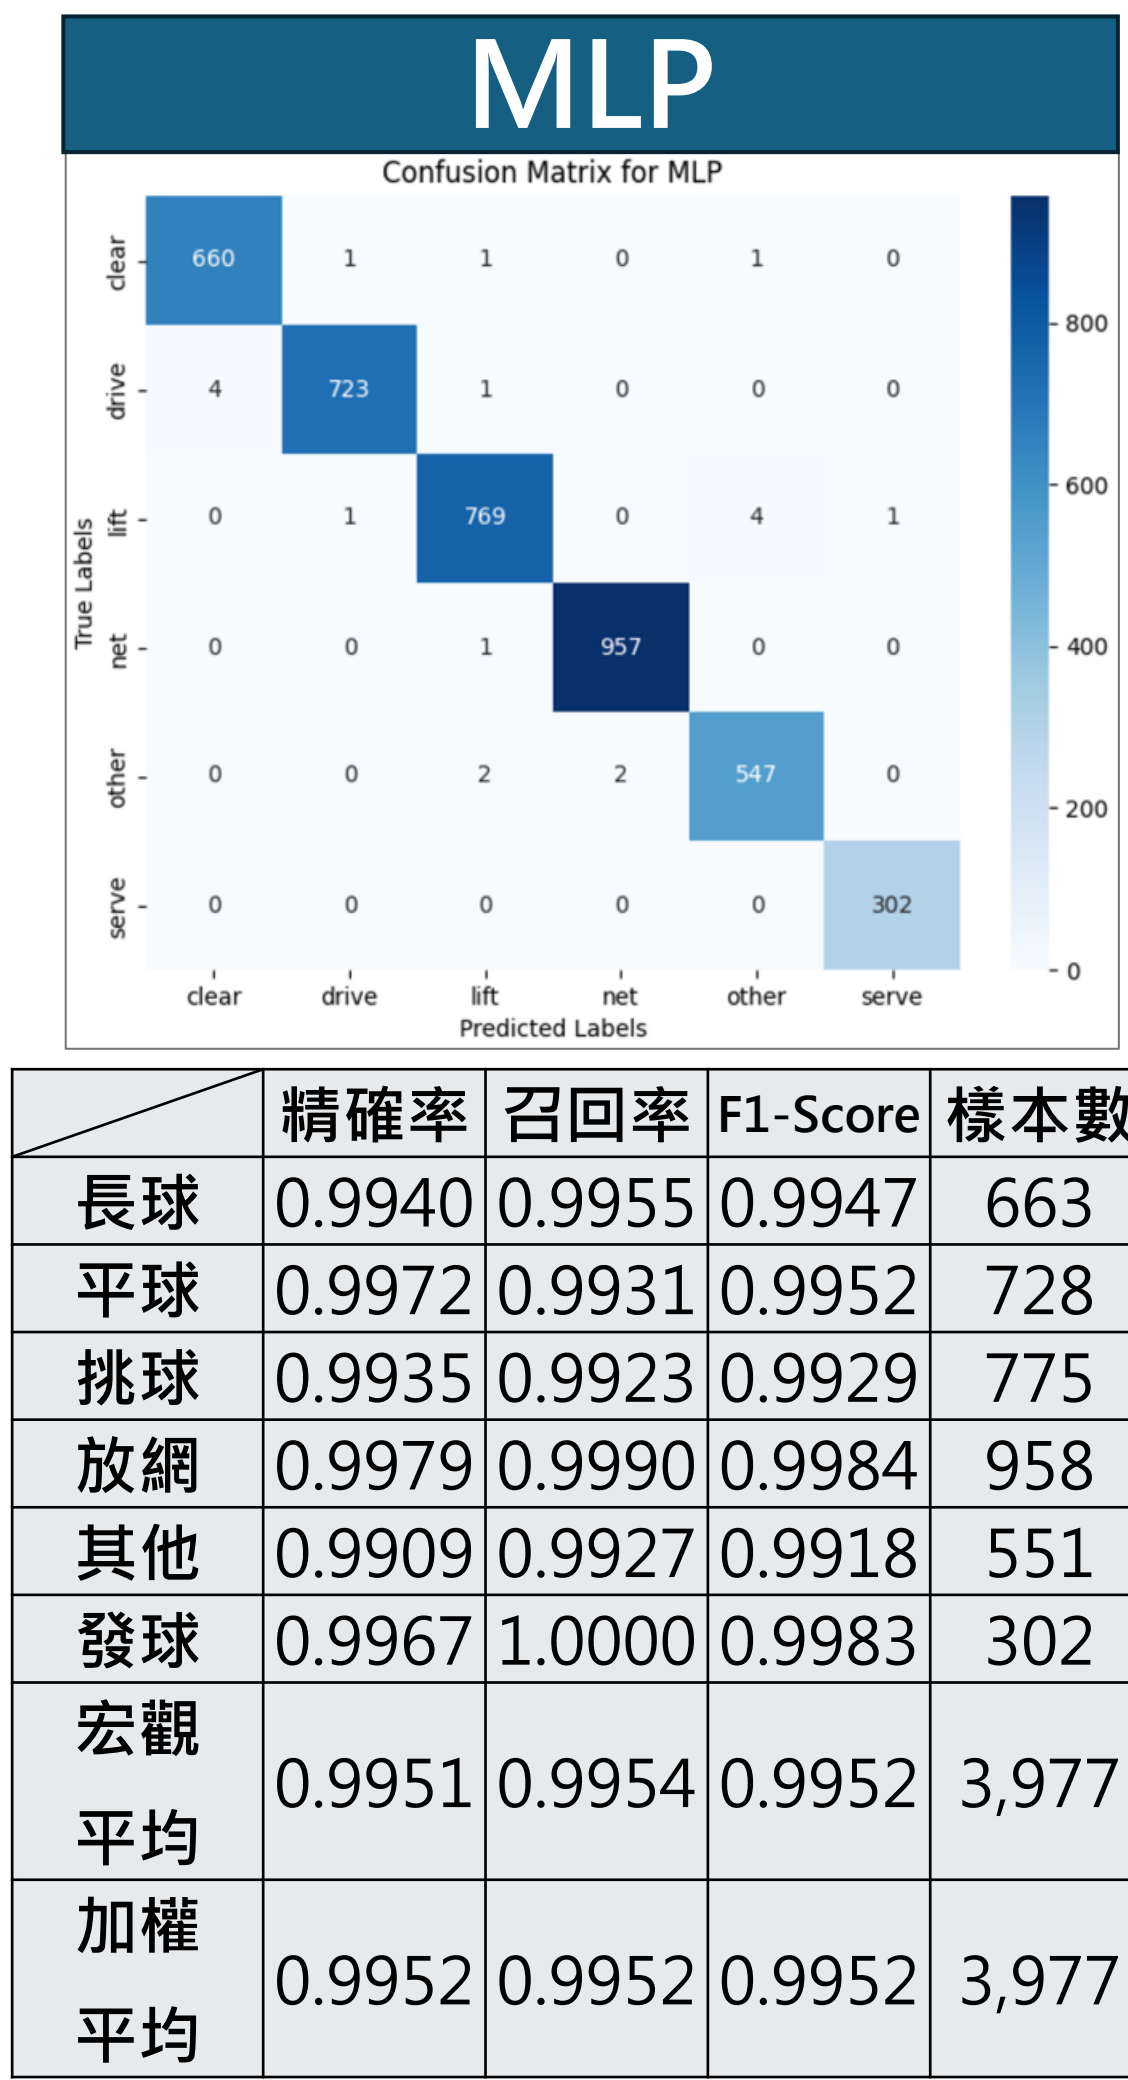 MLP
Confusion Matrix for MLP
clear 660 1 1 0 1 0
drive 4 723 1 0 0 0
lift 0 1 769 0 4 1
net 0 0 1 957 0 0
other 0 0 2 2 547 0
serve 0 0 0 0 0 302
True Labels
clear drive lift net other serve
Predicted Labels
800
600
400
200
0
精確率 召回率 F1-Score 樣本數
長球 0.9940 0.9955 0.9947 663
平球 0.9972 0.9931 0.9952 728
挑球 0.9935 0.9923 0.9929 775
放網 0.9979 0.9990 0.9984 958
其他 0.9909 0.9927 0.9918 551
發球 0.9967 1.0000 0.9983 302
宏觀
平均 0.9951 0.9954 0.9952 3,977
加權
平均 0.9952 0.9952 0.9952 3,977